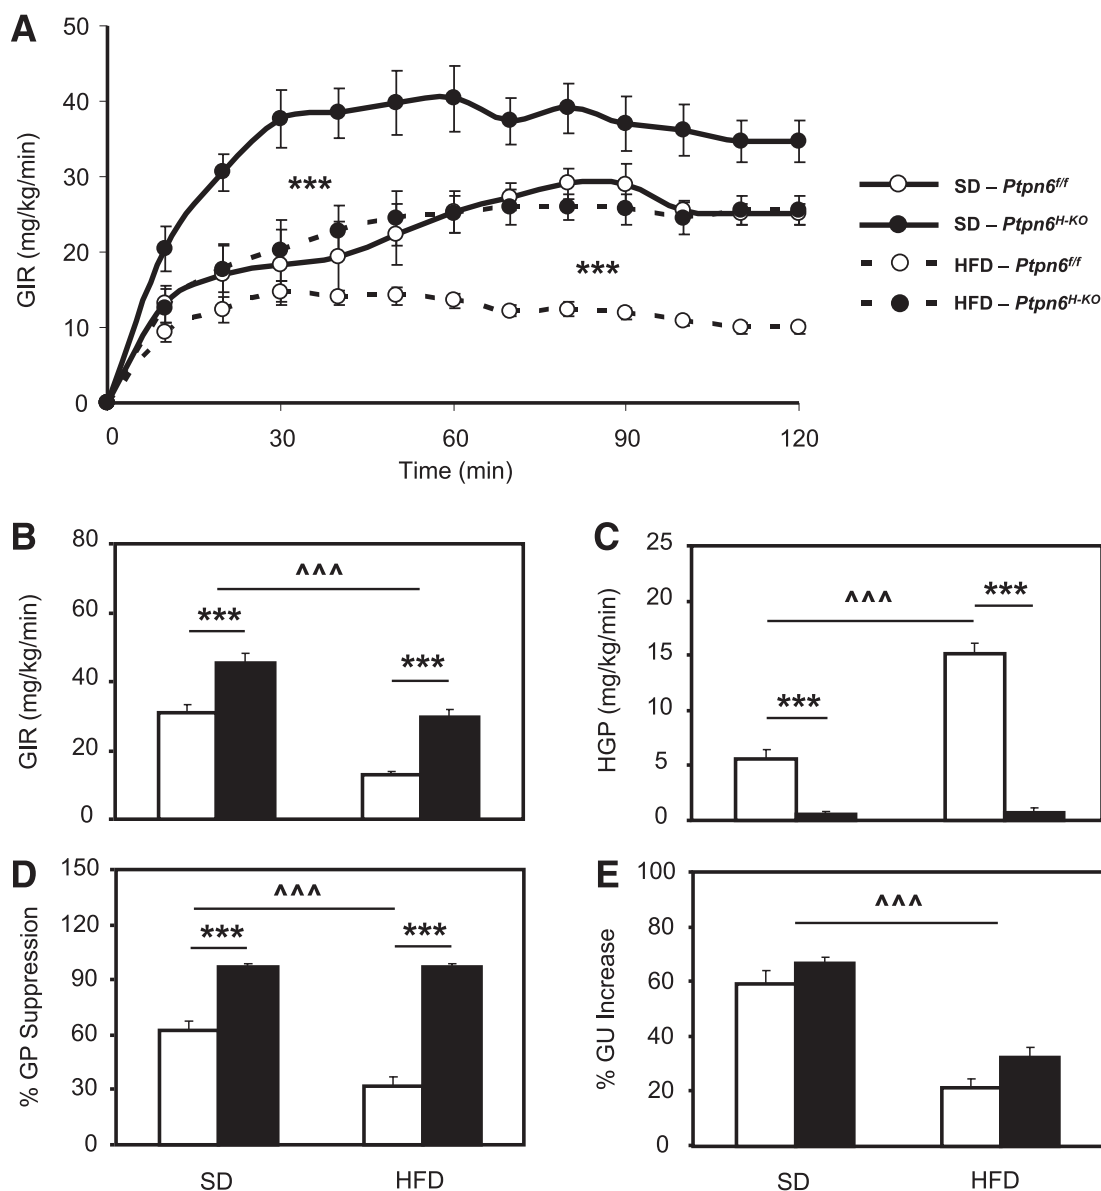 A
50
40
30
20
10
0
GIR (mg/kg/min)
***
***
0 30 60 90 120
Time (min)
SD – Ptpn6f/f
SD – Ptpn6H-KO
HFD – Ptpn6f/f
HFD – Ptpn6H-KO
B
80
60
40
20
0
GIR (mg/kg/min)
^^^
***
***
C
25
20
15
10
5
0
HGP (mg/kg/min)
^^^
***
***
D
150
120
90
60
30
0
% GP Suppression
^^^
***
***
SD HFD
E
100
80
60
40
20
0
% GU Increase
^^^
SD HFD